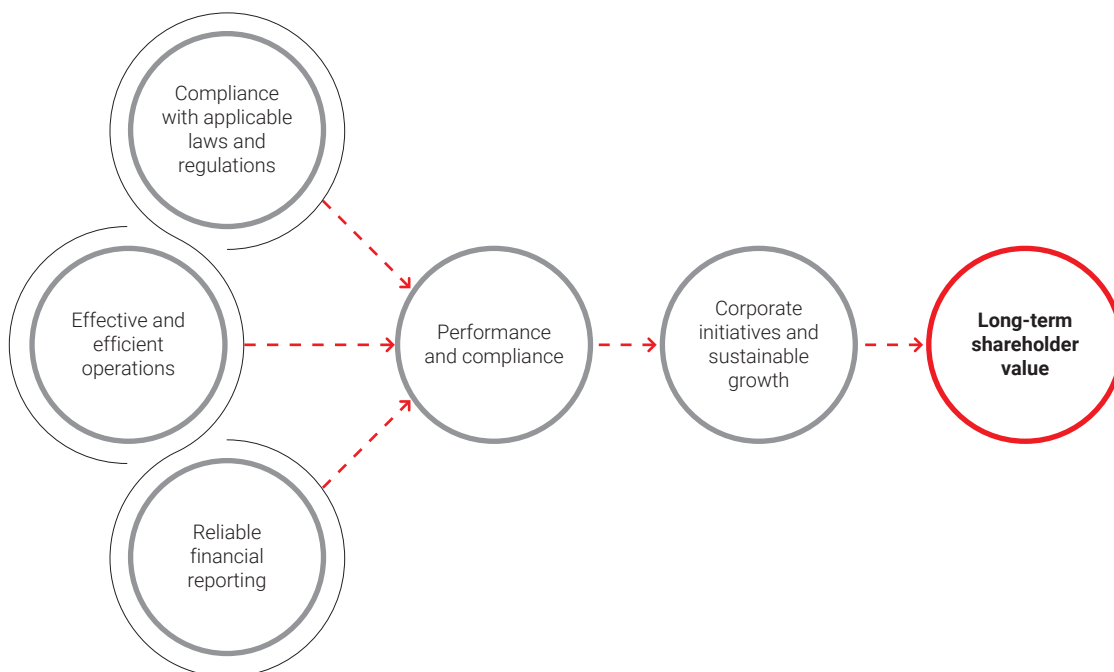 Compliance
with applicable
laws and
regulations
Effective and
efficient
operations
Reliable
financial
reporting
Performance
and compliance
Corporate
initiatives and
sustainable
growth
Long-term
shareholder
value